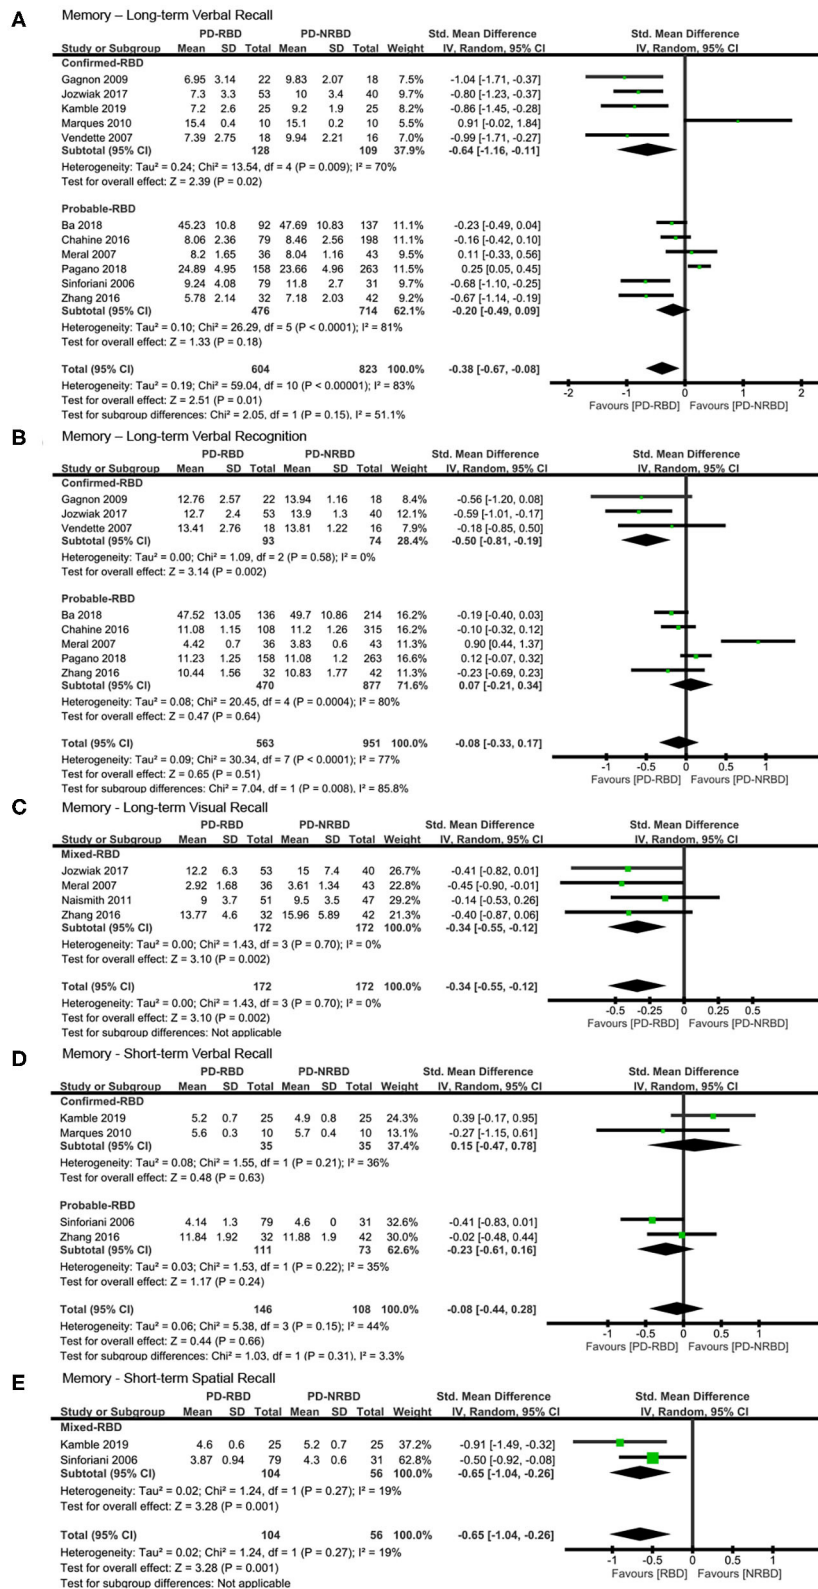 A
Memory – Long-term Verbal Recall
PD-RBD PD-NRBD Std. Mean Difference Std. Mean Difference
Study or Subgroup Mean SD Total Mean SD Total Weight IV, Random, 95% CI IV, Random, 95% CI
Confirmed-RBD
Gagnon 2009 6.95 3.14 22 9.83 2.07 18 7.5% -1.04 [-1.71, -0.37]
Jozwiak 2017 7.3 3.3 53 10 3.4 40 9.7% -0.80 [-1.23, -0.37]
Kamble 2019 7.2 2.6 25 9.2 1.9 25 8.2% -0.86 [-1.45, -0.28]
Marques 2010 15.4 0.4 10 15.1 0.2 10 5.5% 0.91 [-0.02, 1.84]
Vendette 2007 7.39 2.75 18 9.94 2.21 16 7.0% -0.99 [-1.71, -0.27]
Subtotal (95% CI) 128 109 37.9% -0.64 [-1.16, -0.11]
Heterogeneity: Tau² = 0.24; Chi² = 13.54, df = 4 (P = 0.009); I² = 70%
Test for overall effect: Z = 2.39 (P = 0.02)
Probable-RBD
Ba 2018 45.23 10.8 92 47.69 10.83 137 11.1% -0.23 [-0.49, 0.04]
Chahine 2016 8.06 2.36 79 8.46 2.56 198 11.1% -0.16 [-0.42, 0.10]
Meral 2007 8.2 1.65 36 8.04 1.16 43 9.2% 0.11 [-0.33, 0.56]
Pagano 2018 24.89 4.95 158 23.66 4.96 263 11.5% 0.25 [0.05, 0.45]
Sinforiani 2006 9.24 4.08 79 11.8 2.7 31 9.8% -0.68 [-1.10, -0.25]
Zhang 2016 5.78 2.14 32 7.18 2.03 42 9.2% -0.67 [-1.14, -0.19]
Subtotal (95% CI) 476 714 62.1% -0.20 [-0.49, 0.09]
Heterogeneity: Tau² = 0.10; Chi² = 26.29, df = 5 (P < 0.0001); I² = 81%
Test for overall effect: Z = 1.33 (P = 0.18)
Total (95% CI) 604 823 100.0% -0.38 [-0.67, -0.08]
Heterogeneity: Tau² = 0.19; Chi² = 59.04, df = 10 (P < 0.00001); I² = 83%
Test for overall effect: Z = 2.51 (P = 0.01)
Test for subgroup differences: Chi² = 2.05, df = 1 (P = 0.15), I² = 51.1%
-2 -1 0 1 2
Favours [PD-RBD] Favours [PD-NRBD]
B
Memory – Long-term Verbal Recognition
PD-RBD PD-NRBD Std. Mean Difference Std. Mean Difference
Study or Subgroup Mean SD Total Mean SD Total Weight IV, Random, 95% CI IV, Random, 95% CI
Confirmed-RBD
Gagnon 2009 12.76 2.57 22 13.94 1.16 18 8.4% -0.56 [-1.20, 0.08]
Jozwiak 2017 12.7 2.4 53 13.9 1.3 40 12.1% -0.59 [-1.01, -0.17]
Vendette 2007 13.41 2.76 18 13.81 1.22 16 7.9% -0.18 [-0.85, 0.50]
Subtotal (95% CI) 93 74 28.4% -0.50 [-0.81, -0.19]
Heterogeneity: Tau² = 0.00; Chi² = 1.09, df = 2 (P = 0.58); I² = 0%
Test for overall effect: Z = 3.14 (P = 0.002)
Probable-RBD
Ba 2018 47.52 13.05 136 49.7 10.86 214 16.2% -0.19 [-0.40, 0.03]
Chahine 2016 11.08 1.15 108 11.2 1.26 315 16.2% -0.10 [-0.32, 0.12]
Meral 2007 4.42 0.7 36 3.83 0.6 43 11.3% 0.90 [0.44, 1.37]
Pagano 2018 11.23 1.25 158 11.08 1.2 263 16.6% 0.12 [-0.07, 0.32]
Zhang 2016 10.44 1.56 32 10.83 1.77 42 11.3% -0.23 [-0.69, 0.23]
Subtotal (95% CI) 470 877 71.6% 0.07 [-0.21, 0.34]
Heterogeneity: Tau² = 0.08; Chi² = 20.45, df = 4 (P = 0.0004); I² = 80%
Test for overall effect: Z = 0.47 (P = 0.64)
Total (95% CI) 563 951 100.0% -0.08 [-0.33, 0.17]
Heterogeneity: Tau² = 0.09; Chi² = 30.34, df = 7 (P < 0.0001); I² = 77%
Test for overall effect: Z = 0.65 (P = 0.51)
Test for subgroup differences: Chi² = 7.04, df = 1 (P = 0.008), I² = 85.8%
-1 -0.5 0 0.5 1
Favours [PD-RBD] Favours [PD-NRBD]
C
Memory - Long-term Visual Recall
PD-RBD PD-NRBD Std. Mean Difference Std. Mean Difference
Study or Subgroup Mean SD Total Mean SD Total Weight IV, Random, 95% CI IV, Random, 95% CI
Mixed-RBD
Jozwiak 2017 12.2 6.3 53 15 7.4 40 26.7% -0.41 [-0.82, 0.01]
Meral 2007 2.92 1.68 36 3.61 1.34 43 22.8% -0.45 [-0.90, -0.01]
Naismith 2011 9 3.7 51 9.5 3.5 47 29.2% -0.14 [-0.53, 0.26]
Zhang 2016 13.77 4.6 32 15.96 5.89 42 21.3% -0.40 [-0.87, 0.06]
Subtotal (95% CI) 172 172 100.0% -0.34 [-0.55, -0.12]
Heterogeneity: Tau² = 0.00; Chi² = 1.43, df = 3 (P = 0.70); I² = 0%
Test for overall effect: Z = 3.10 (P = 0.002)
Total (95% CI) 172 172 100.0% -0.34 [-0.55, -0.12]
Heterogeneity: Tau² = 0.00; Chi² = 1.43, df = 3 (P = 0.70); I² = 0%
Test for overall effect: Z = 3.10 (P = 0.002)
Test for subgroup differences: Not applicable
-0.5 -0.25 0 0.25 0.5
Favours [PD-RBD] Favours [PD-NRBD]
D
Memory - Short-term Verbal Recall
PD-RBD PD-NRBD Std. Mean Difference Std. Mean Difference
Study or Subgroup Mean SD Total Mean SD Total Weight IV, Random, 95% CI IV, Random, 95% CI
Confirmed-RBD
Kamble 2019 5.2 0.7 25 4.9 0.8 25 24.3% 0.39 [-0.17, 0.95]
Marques 2010 5.6 0.3 10 5.7 0.4 10 13.1% -0.27 [-1.15, 0.61]
Subtotal (95% CI) 35 35 37.4% 0.15 [-0.47, 0.78]
Heterogeneity: Tau² = 0.08; Chi² = 1.55, df = 1 (P = 0.21); I² = 36%
Test for overall effect: Z = 0.48 (P = 0.63)
Probable-RBD
Sinforiani 2006 4.14 1.3 79 4.6 0 31 32.6% -0.41 [-0.83, 0.01]
Zhang 2016 11.84 1.92 32 11.88 1.9 42 30.0% -0.02 [-0.48, 0.44]
Subtotal (95% CI) 111 73 62.6% -0.23 [-0.61, 0.16]
Heterogeneity: Tau² = 0.03; Chi² = 1.53, df = 1 (P = 0.22); I² = 35%
Test for overall effect: Z = 1.17 (P = 0.24)
Total (95% CI) 146 108 100.0% -0.08 [-0.44, 0.28]
Heterogeneity: Tau² = 0.06; Chi² = 5.38, df = 3 (P = 0.15); I² = 44%
Test for overall effect: Z = 0.44 (P = 0.66)
Test for subgroup differences: Chi² = 1.03, df = 1 (P = 0.31), I² = 3.3%
-1 -0.5 0 0.5 1
Favours [PD-RBD] Favours [PD-NRBD]
E
Memory - Short-term Spatial Recall
PD-RBD PD-NRBD Std. Mean Difference Std. Mean Difference
Study or Subgroup Mean SD Total Mean SD Total Weight IV, Random, 95% CI IV, Random, 95% CI
Mixed-RBD
Kamble 2019 4.6 0.6 25 5.2 0.7 25 37.2% -0.91 [-1.49, -0.32]
Sinforiani 2006 3.87 0.94 79 4.3 0.6 31 62.8% -0.50 [-0.92, -0.08]
Subtotal (95% CI) 104 56 100.0% -0.65 [-1.04, -0.26]
Heterogeneity: Tau² = 0.02; Chi² = 1.24, df = 1 (P = 0.27); I² = 19%
Test for overall effect: Z = 3.28 (P = 0.001)
Total (95% CI) 104 56 100.0% -0.65 [-1.04, -0.26]
Heterogeneity: Tau² = 0.02; Chi² = 1.24, df = 1 (P = 0.27); I² = 19%
Test for overall effect: Z = 3.28 (P = 0.001)
Test for subgroup differences: Not applicable
-1 -0.5 0 0.5 1
Favours [RBD] Favours [NRBD]